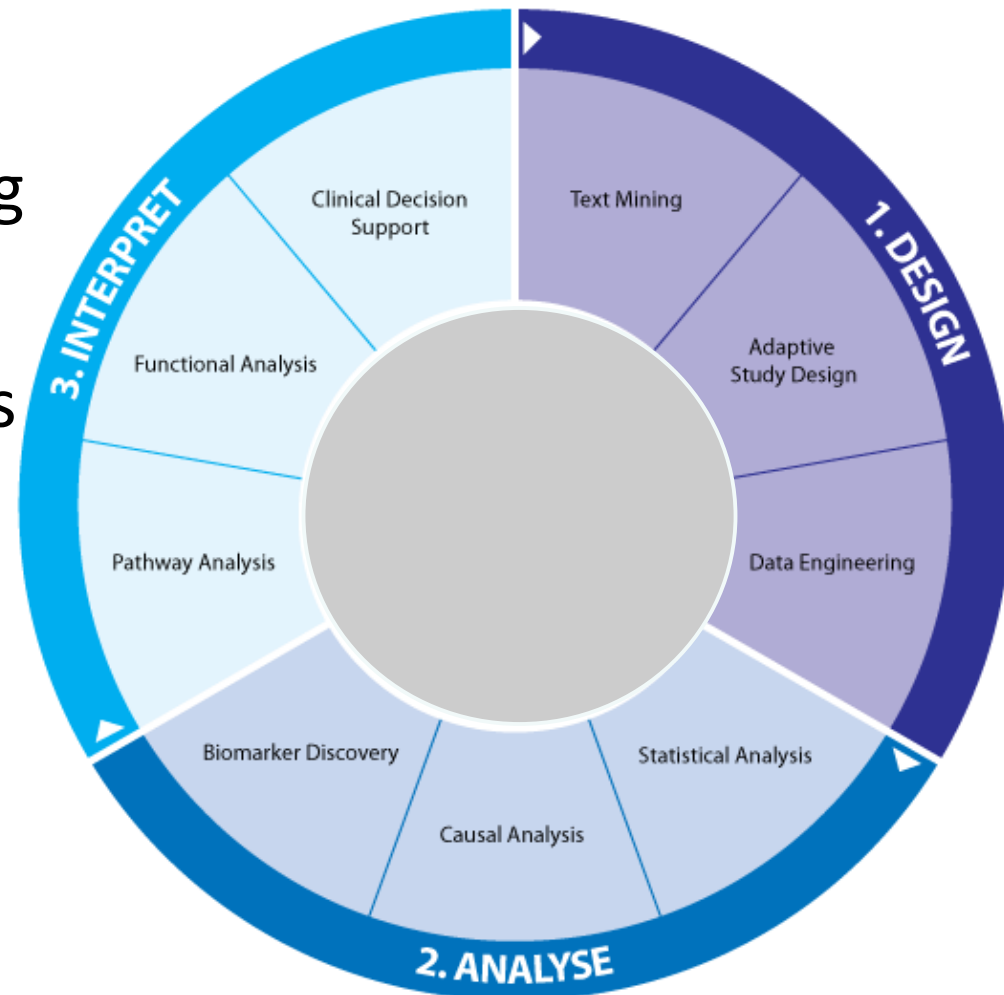 g
s
1. DESIGN
Text Mining
Adaptive
Study Design
Data Engineering
2. ANALYSE
Statistical Analysis
Causal Analysis
Biomarker Discovery
3. INTERPRET
Pathway Analysis
Functional Analysis
Clinical Decision
Support